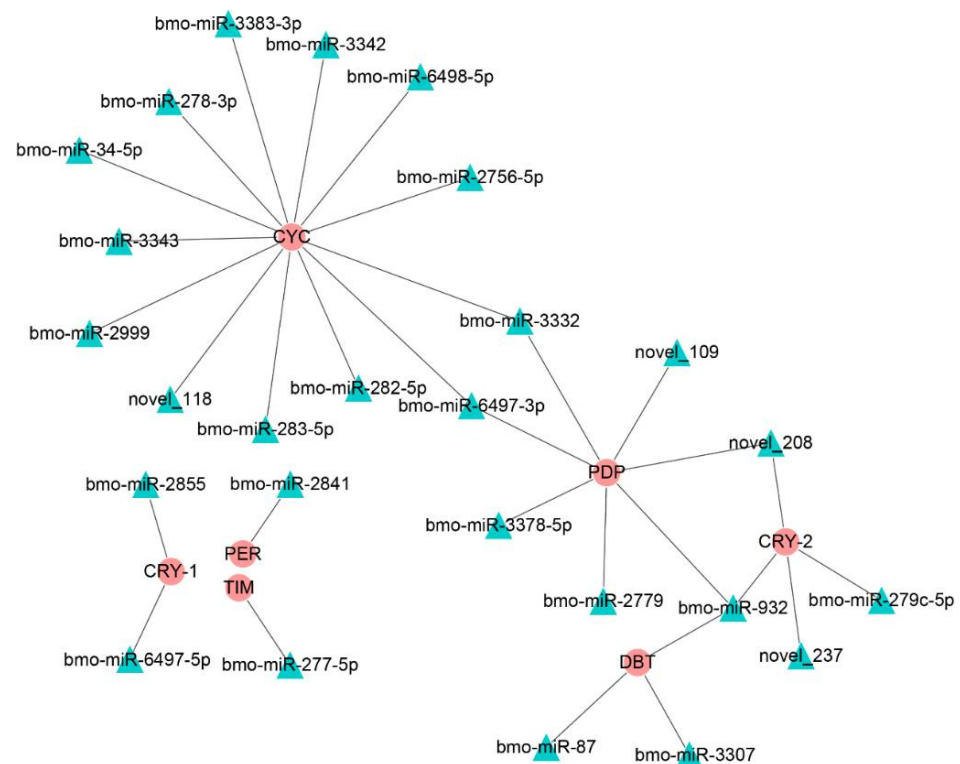 bmo-miR-3383-3p
bmo-miR-3342
bmo-miR-6498-5p
bmo-miR-278-3p
bmo-miR-34-5p
bmo-miR-2756-5p
bmo-miR-3343
CYC
bmo-miR-2999
bmo-miR-3332
novel_109
novel_118
bmo-miR-282-5p
bmo-miR-6497-3p
bmo-miR-283-5p
novel_208
bmo-miR-2855
bmo-miR-2841
PDP
bmo-miR-3378-5p
CRY-2
PER
CRY-1
TIM
bmo-miR-2779
bmo-miR-932
bmo-miR-279c-5p
bmo-miR-6497-5p
bmo-miR-277-5p
DBT
novel_237
bmo-miR-87
bmo-miR-3307